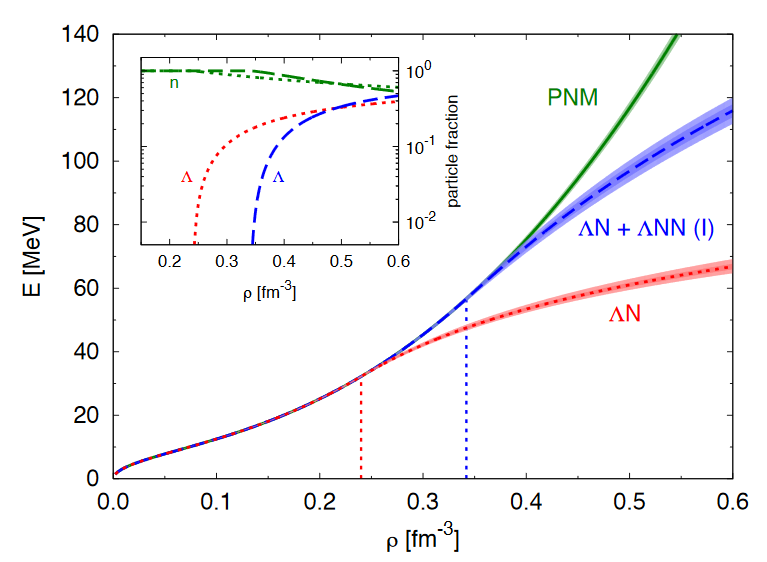 140
120
100
80
60
40
20
0
E [MeV]
0.0 0.1 0.2 0.3 0.4 0.5 0.6
ρ [fm⁻³]
PNM
ΛN + ΛNN (I)
ΛN
n
Λ
Λ
10⁰
10⁻¹
10⁻²
particle fraction
0.2 0.3 0.4 0.5 0.6
ρ [fm⁻³]